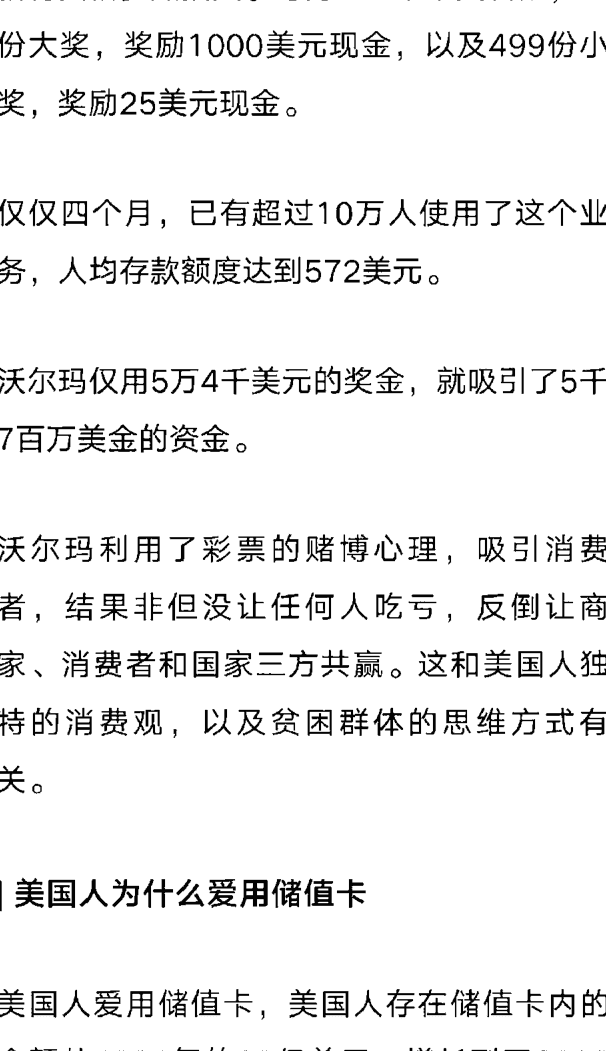 份大奖，奖励1000美元现金，以及499份小
奖，奖励25美元现金。
仅仅四个月，已有超过10万人使用了这个业
务，人均存款额度达到572美元。
沃尔玛仅用5万4千美元的奖金，就吸引了5千
7百万美金的资金。
沃尔玛利用了彩票的赌博心理，吸引消费
者，结果非但没让任何人吃亏，反倒让商
家、消费者和国家三方共赢。这和美国人独
特的消费观，以及贫困群体的思维方式有
关。
| 美国人为什么爱用储值卡
美国人爱用储值卡，美国人存在储值卡内的